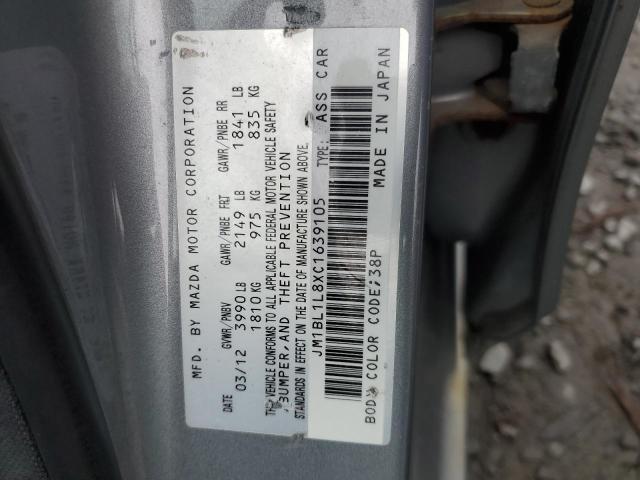 MFD. BY MAZDA MOTOR CORPORATION
GVWR/PNBV GAWR/PNBE FRT GAWR/PNBE RR
DATE 03/12 3990 LB 2149 LB 1841 LB
1810 KG 975 KG 835 KG
VEHICLE CONFORMS TO ALL APPLICABLE FEDERAL MOTOR VEHICLE SAFETY
BUMPER, AND THEFT PREVENTION
STANDARDS IN EFFECT ON THE DATE OF MANUFACTURE SHOWN ABOVE.
JM1BL1L8XC1639105 TYPE: ASS CAR
MADE IN JAPAN
BODY COLOR CODE:38P